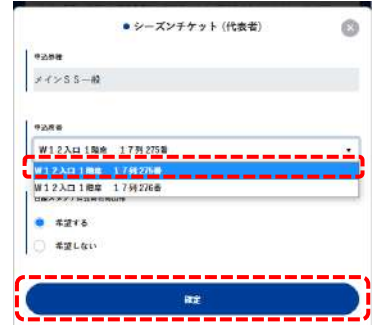 ● シーズンチケット(代表者)
申込券種
メインSS一般
申込席番
W12入口1階席 17列275番
W12入口1階席 17列275番
W12入口1階席 17列276番
希望する
希望しない
確定